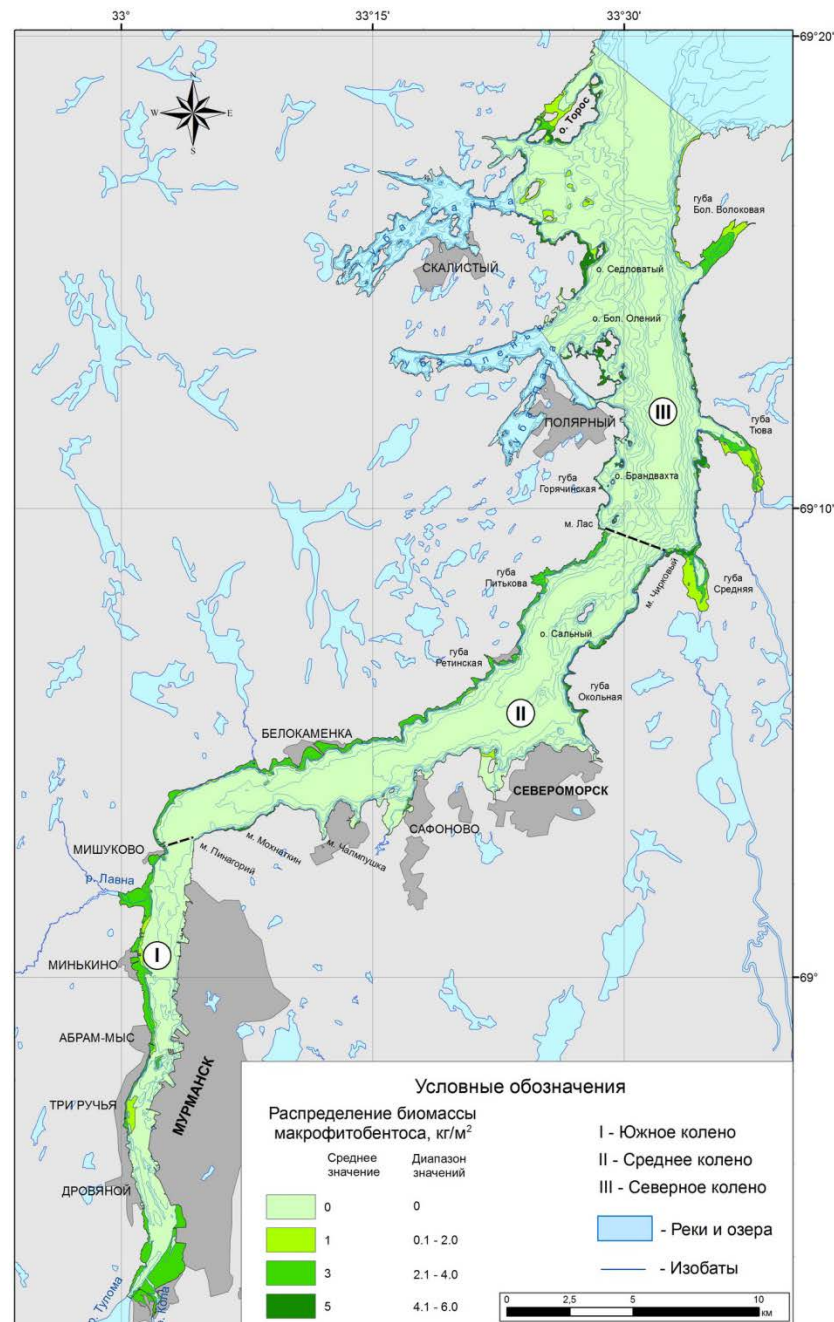 33°
33°15'
33°30'
69°20'
N
W
E
S
о. Торос
губа
Бол. Волоковая
СКАЛИСТЫЙ
о. Седловатый
о. Бол. Олений
III
ПОЛЯРНЫЙ
губа
Тюва
губа
Горячинская
о. Брандвахта
69°10'
м. Лас
губа
Питькова
м. Чирковый
губа
Средняя
о. Сальный
губа
Ретинская
губа
Окольная
II
БЕЛОКАМЕНКА
СЕВЕРОМОРСК
САФОНОВО
МИШУКОВО
м. Пинагорий
м. Мохнаткин
м. Чалмпушка
р. Лавна
I
МИНЬКИНО
69°
АБРАМ-МЫС
МУРМАНСК
ТРИ РУЧЬЯ
ДРОВЯНОЙ
р. Тулома
р. Кола
Условные обозначения
Распределение биомассы
макрофитобентоса, кг/м²
Среднее
значение
Диапазон
значений
0 0
1 0.1 - 2.0
3 2.1 - 4.0
5 4.1 - 6.0
I - Южное колено
II - Среднее колено
III - Северное колено
- Реки и озера
- Изобаты
0 2,5 5 10
км